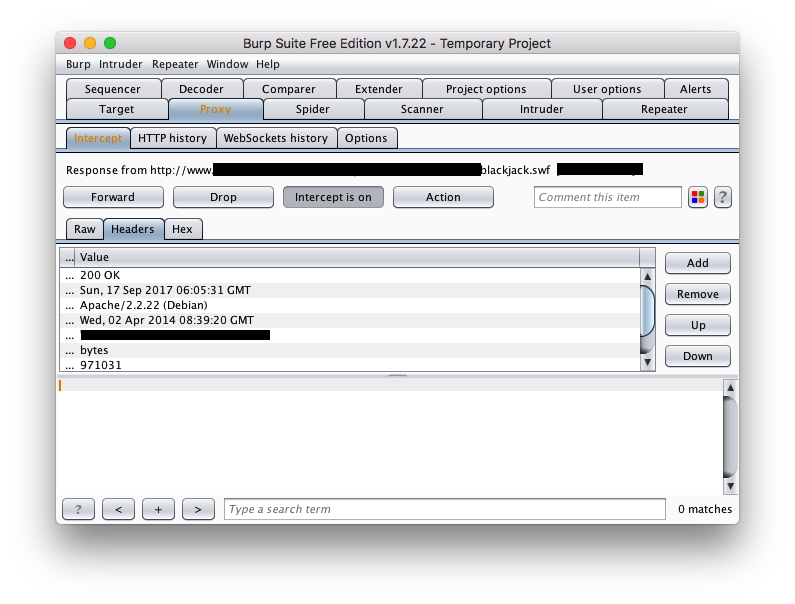 Burp Suite Free Edition v1.7.22 - Temporary Project
Burp Intruder Repeater Window Help
Sequencer Decoder Comparer Extender Project options User options Alerts
Target Proxy Spider Scanner Intruder Repeater
Intercept HTTP history WebSockets history Options
Response from http://www. blackjack.swf
Forward Drop Intercept is on Action Comment this item ?
Raw Headers Hex
... Value
... 200 OK
... Sun, 17 Sep 2017 06:05:31 GMT
... Apache/2.2.22 (Debian)
... Wed, 02 Apr 2014 08:39:20 GMT
...
... bytes
... 971031
Add
Remove
Up
Down
? < + > Type a search term 0 matches